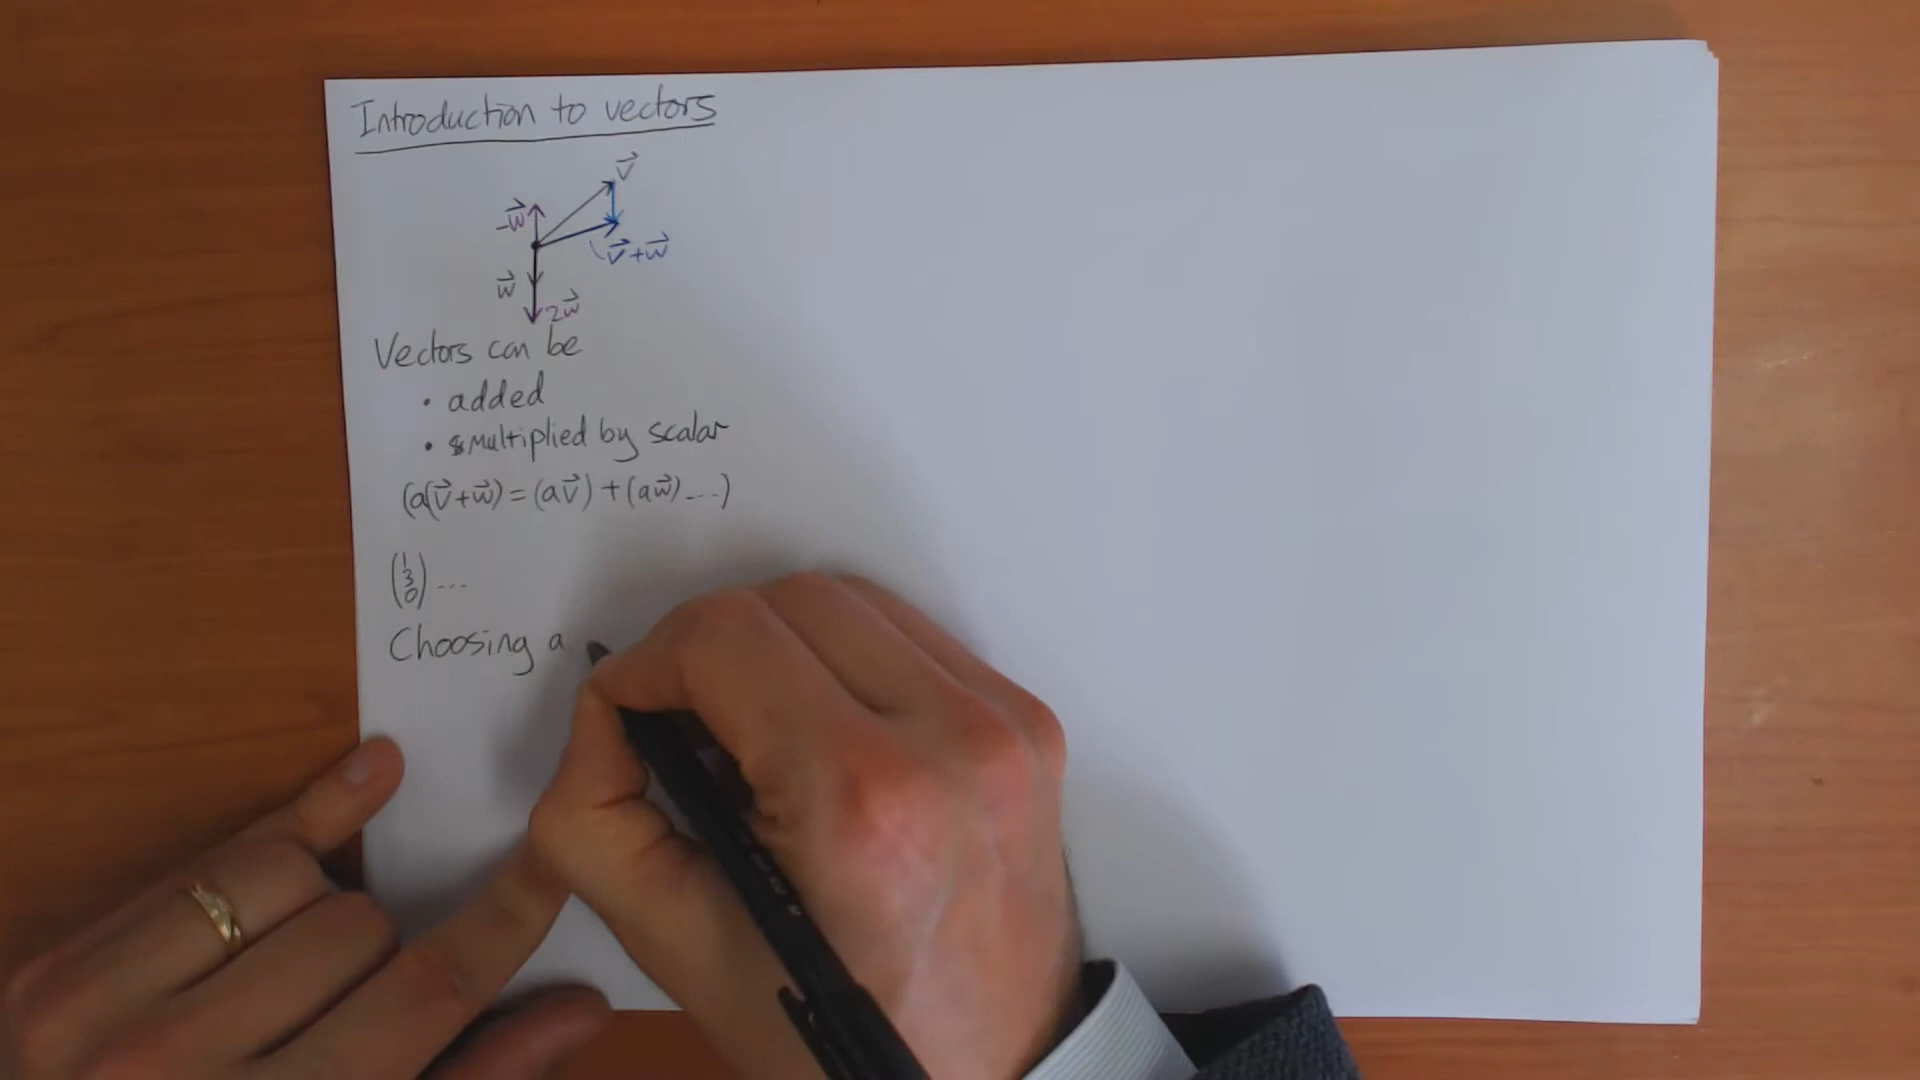 Introduction to vectors
v⃗
-w⃗
v⃗+w⃗
w⃗
2w⃗
Vectors can be
• added
• multiplied by scalar
(a(v⃗+w⃗) = (av⃗) + (aw⃗)...)
(1
3
0) ...
Choosing a